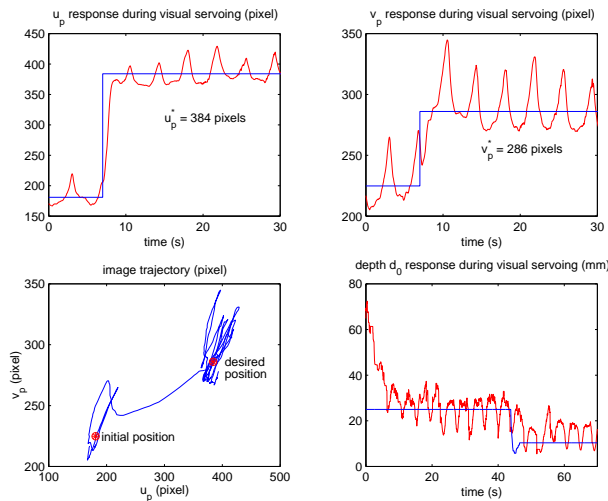 u_p response during visual servoing (pixel)
450
400
350
300
250
200
150
0
10
20
30
u_p^* = 384 pixels
time (s)
v_p response during visual servoing (pixel)
350
300
250
200
0
10
20
30
v_p^* = 286 pixels
time (s)
image trajectory (pixel)
v_p (pixel)
350
300
250
200
0
100
200
300
400
500
desired
position
initial position
u_p (pixel)
depth d_0 response during visual servoing (mm)
80
60
40
20
0
0
20
40
60
time (s)